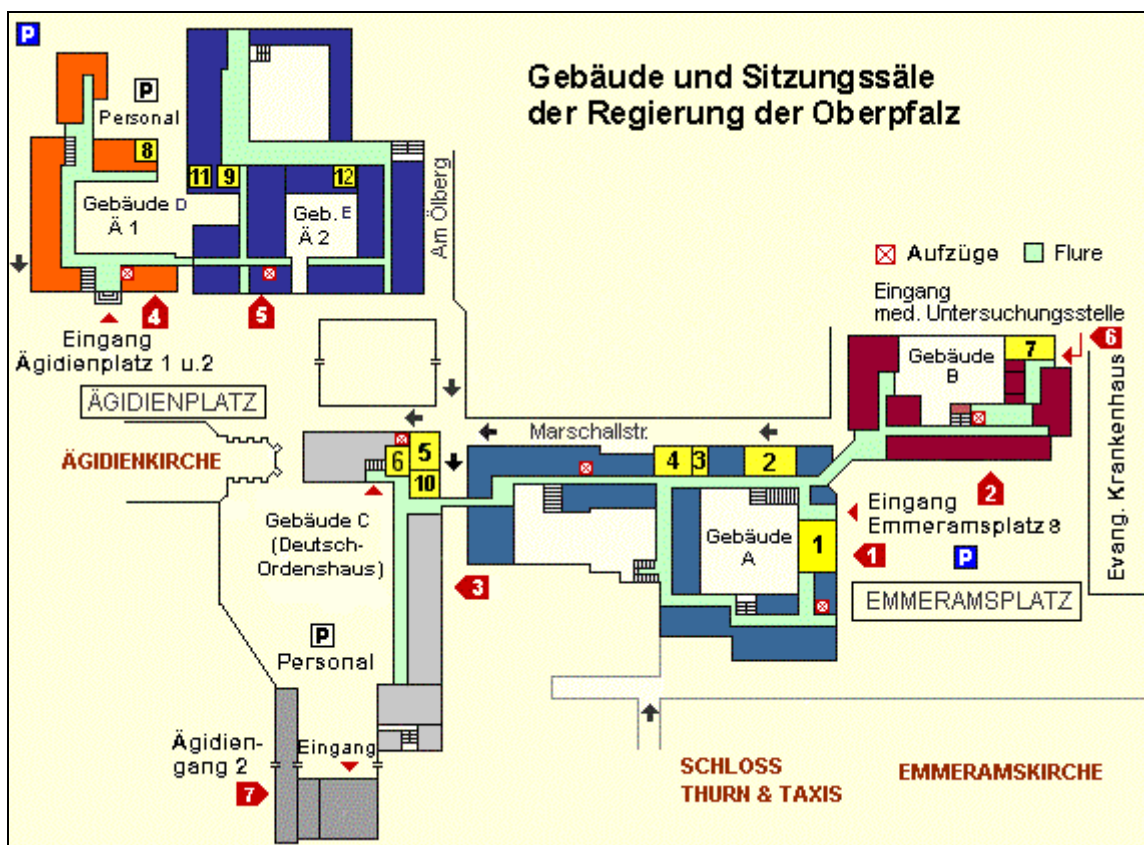 P
Gebäude und Sitzungssäle
der Regierung der Oberpfalz
P
Personal
8
11
9
12
Gebäude D
Ä 1
Geb. E
Ä 2
Am Ölberg
Aufzüge
Flure
Eingang
med. Untersuchungsstelle
4
5
6
Eingang
Ägidienplatz 1 u.2
ÄGIDIENPLATZ
Gebäude
B
7
Marschallstr.
ÄGIDIENKIRCHE
5
6
10
4
3
2
2
Evang. Krankenhaus
Gebäude C
(Deutsch-
Ordenshaus)
Gebäude
A
1
Eingang
Emmeramsplatz 8
1
P
3
EMMERAMSPLATZ
P
Personal
Ägidien-
gang 2
Eingang
7
SCHLOSS
THURN & TAXIS
EMMERAMSKIRCHE